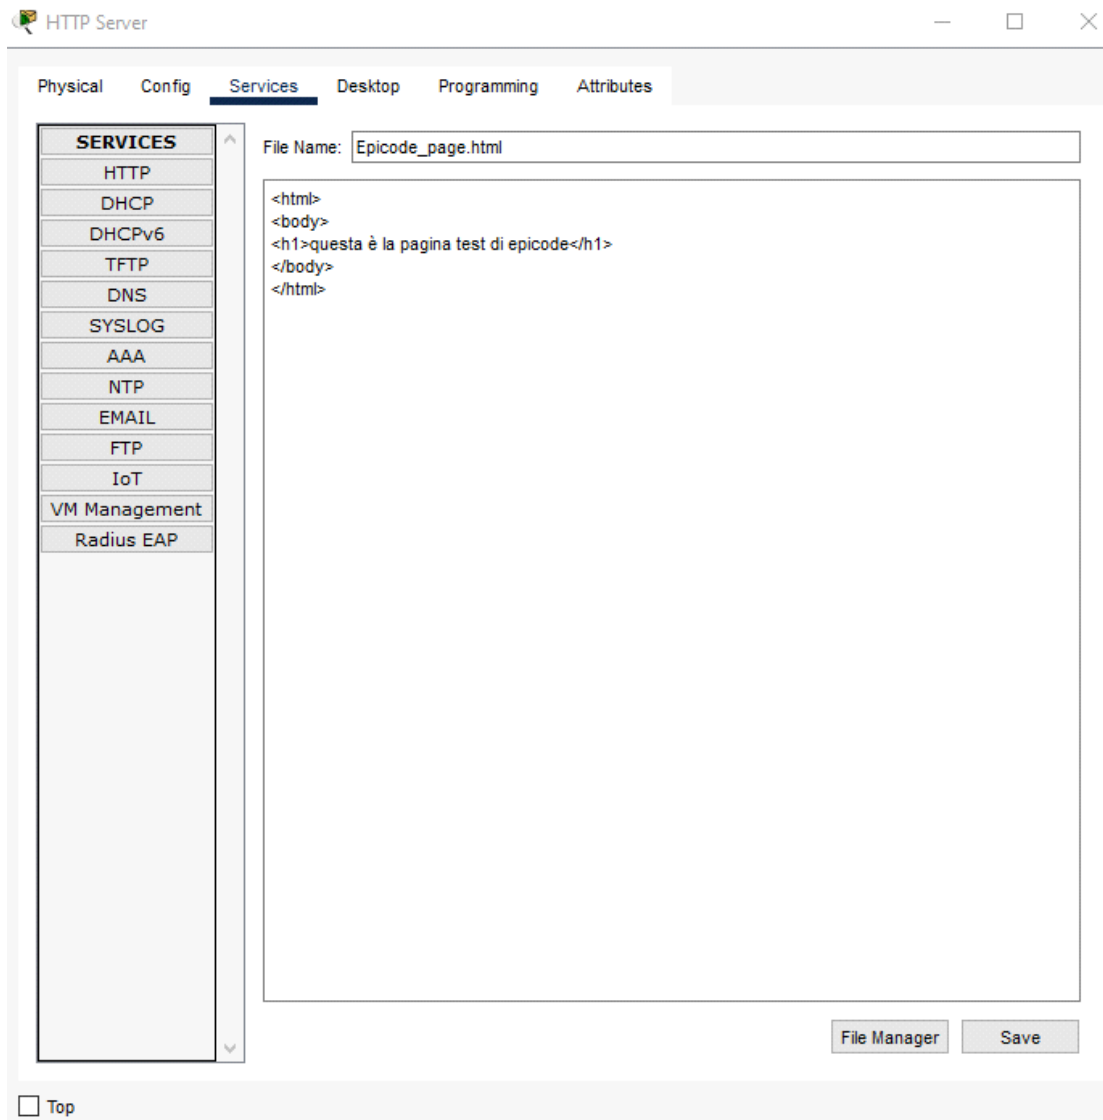 HTTP Server
Physical Config Services Desktop Programming Attributes
SERVICES
HTTP
DHCP
DHCPv6
TFTP
DNS
SYSLOG
AAA
NTP
EMAIL
FTP
IoT
VM Management
Radius EAP
File Name: Epicode_page.html
<html>
<body>
<h1>questa è la pagina test di epicode</h1>
</body>
</html>
File Manager Save
Top